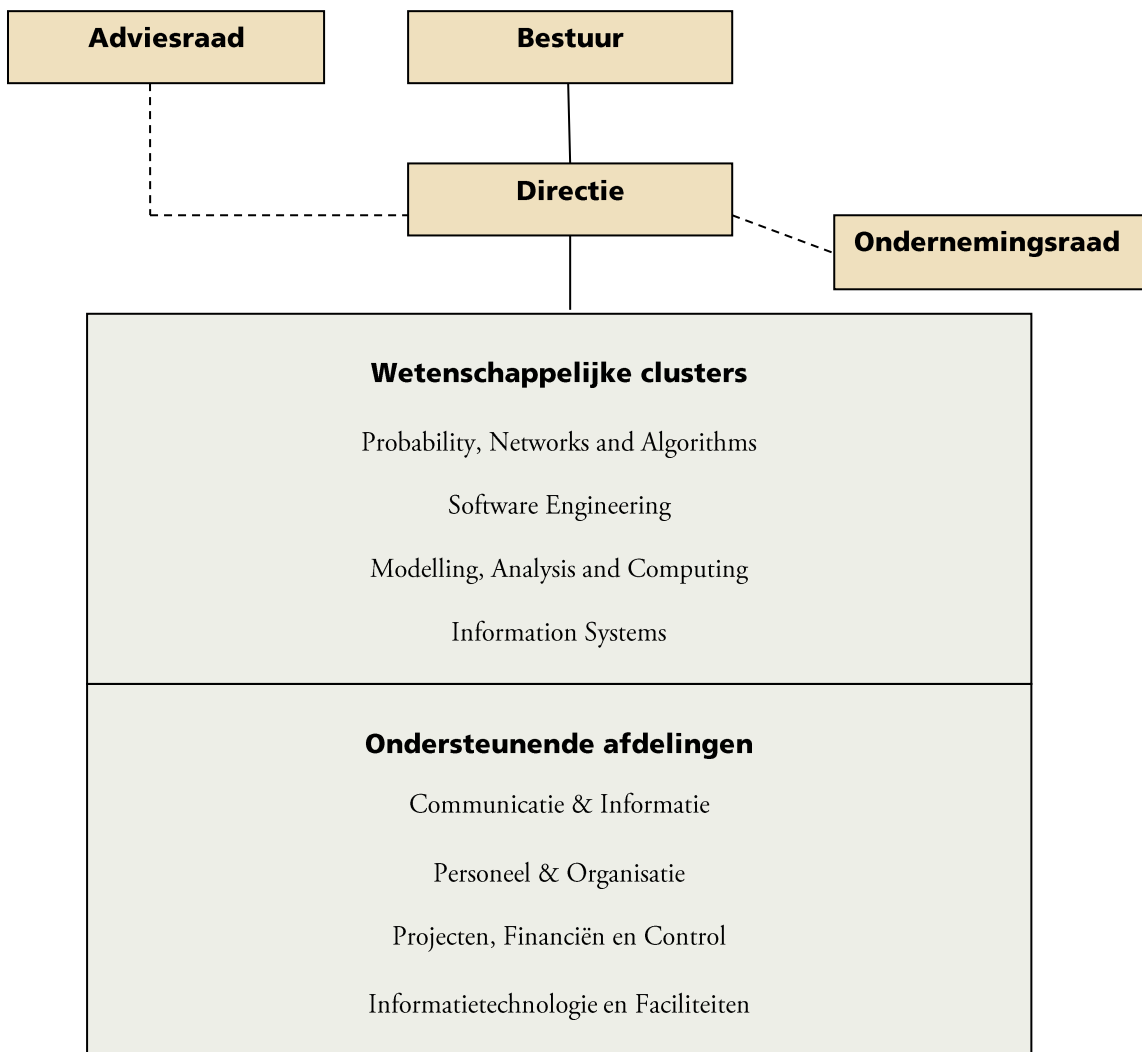 Adviesraad
Bestuur
Directie
Ondernemingsraad
Wetenschappelijke clusters
Probability, Networks and Algorithms
Software Engineering
Modelling, Analysis and Computing
Information Systems
Ondersteunende afdelingen
Communicatie & Informatie
Personeel & Organisatie
Projecten, Financiën en Control
Informatietechnologie en Faciliteiten